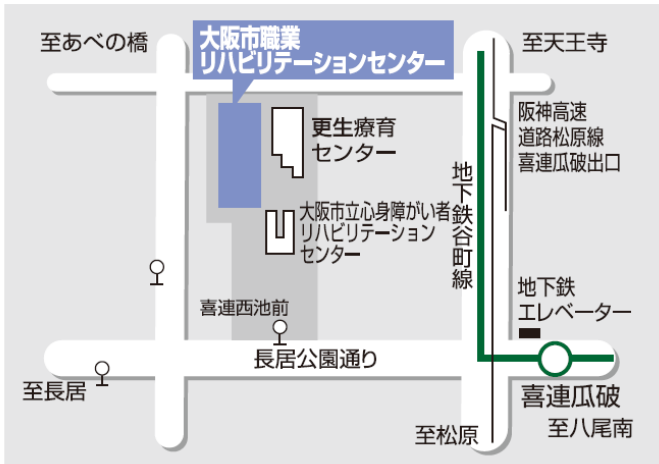 至あべの橋
大阪市職業
リハビリテーションセンター
至天王寺
阪神高速
道路松原線
喜連瓜破出口
更生療育
センター
地下鉄谷町線
大阪市立心身障がい者
リハビリテーション
センター
地下鉄
エレベーター
喜連西池前
長居公園通り
至長居
喜連瓜破
至松原
至八尾南